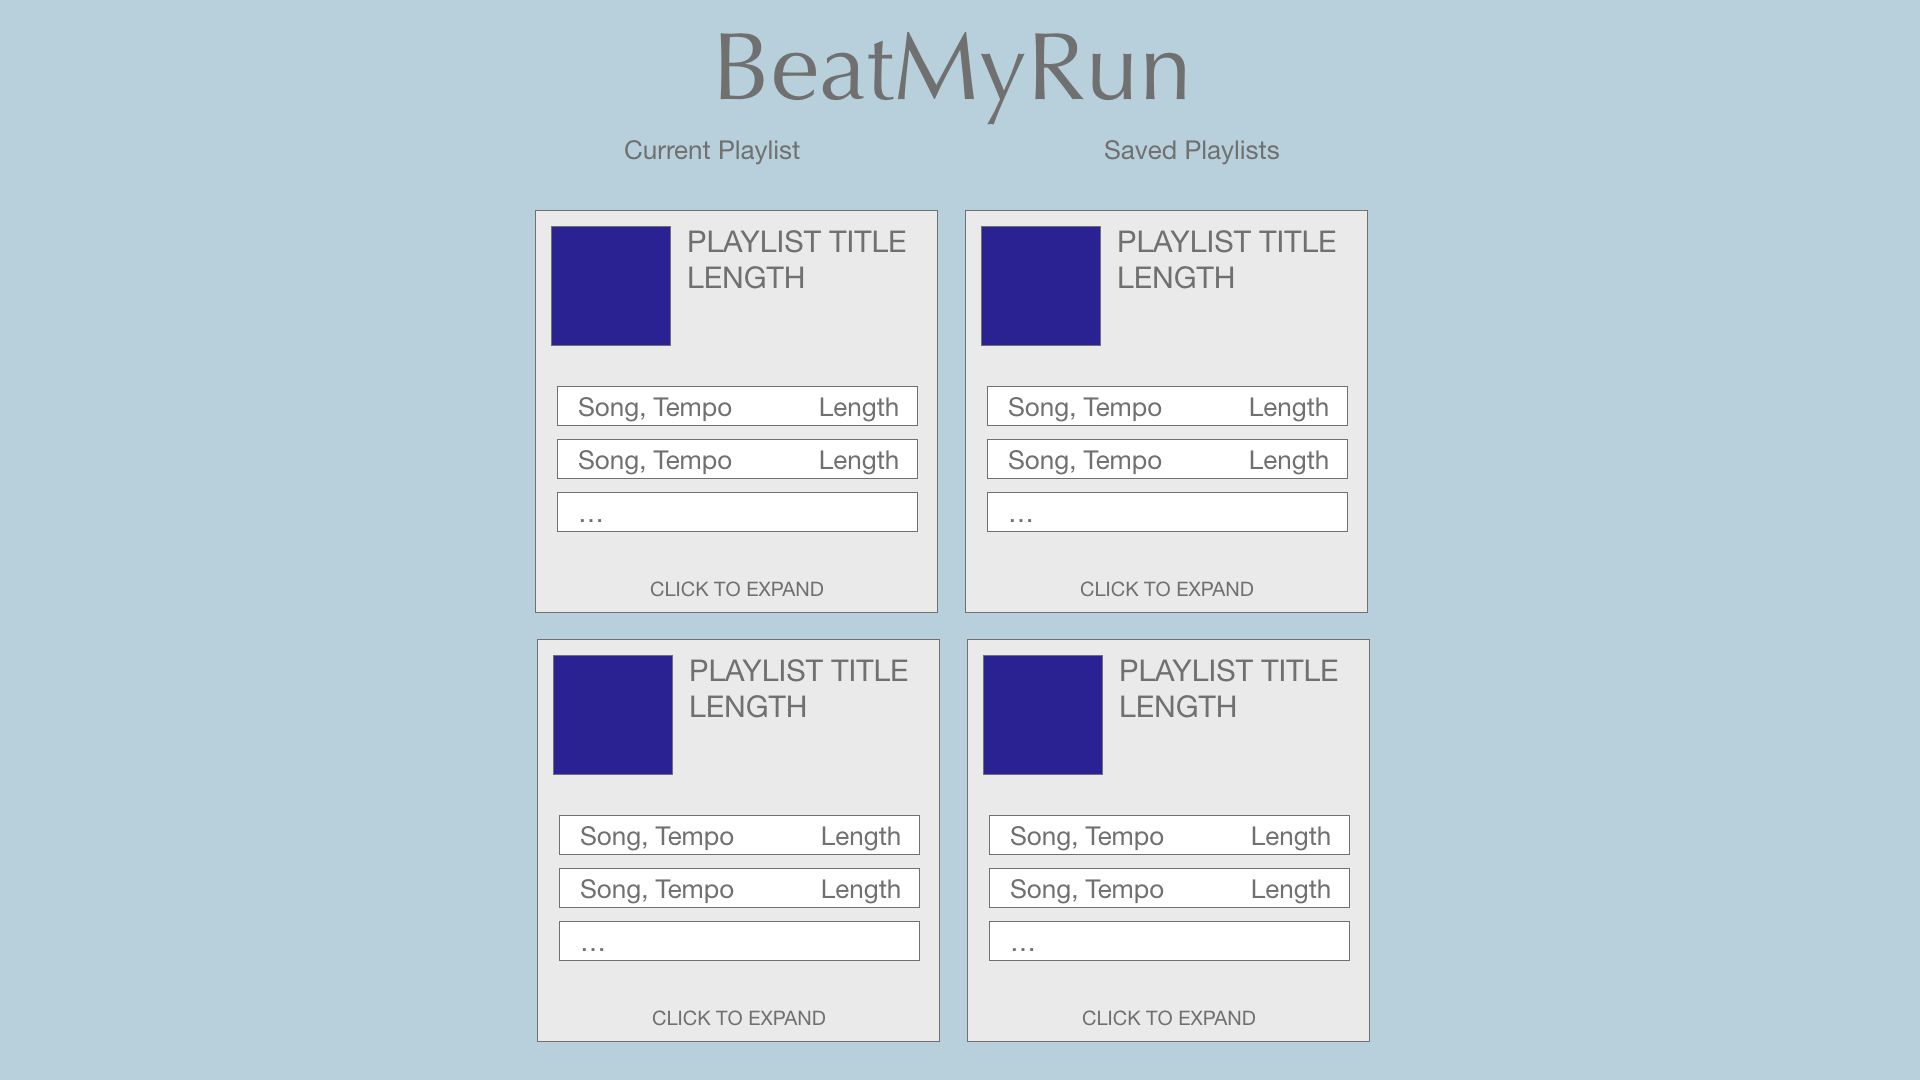 BeatMyRun
Current Playlist
Saved Playlists
PLAYLIST TITLE
LENGTH
Song, Tempo Length
Song, Tempo Length
...
CLICK TO EXPAND
PLAYLIST TITLE
LENGTH
Song, Tempo Length
Song, Tempo Length
...
CLICK TO EXPAND
PLAYLIST TITLE
LENGTH
Song, Tempo Length
Song, Tempo Length
...
CLICK TO EXPAND
PLAYLIST TITLE
LENGTH
Song, Tempo Length
Song, Tempo Length
...
CLICK TO EXPAND